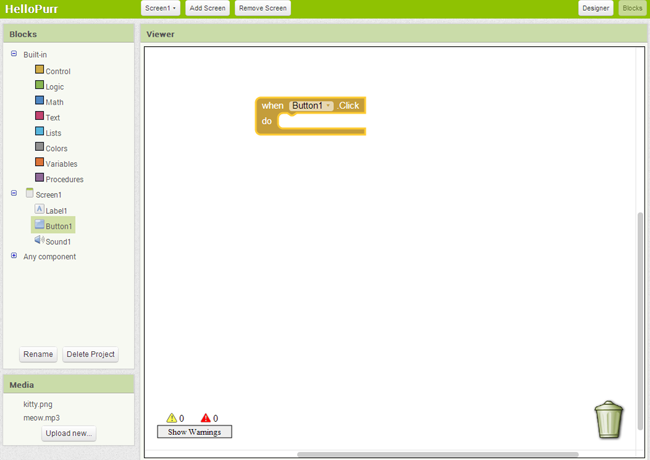 HelloPurr
Screen1 Add Screen Remove Screen Designer Blocks
Blocks
Built-in
Control
Logic
Math
Text
Lists
Colors
Variables
Procedures
Screen1
A Label1
Button1
Sound1
Any component
Rename Delete Project
Media
kitty.png
meow.mp3
Upload new...
Viewer
when Button1 .Click
do
0 0
Show Warnings